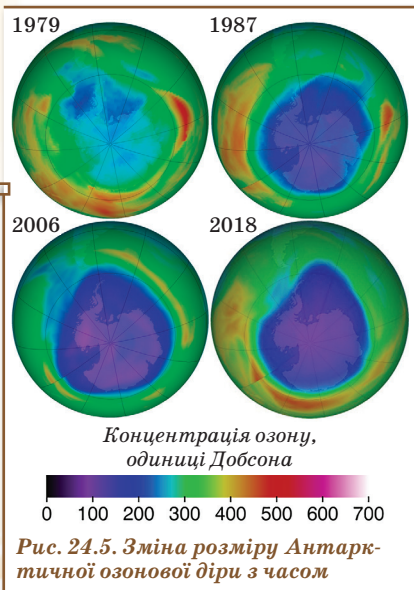 1979 1987
2006 2018
Концентрація озону,
одиниці Добсона
0 100 200 300 400 500 600 700
Рис. 24.5. Зміна розміру Антарк-
тичної озонової діри з часом